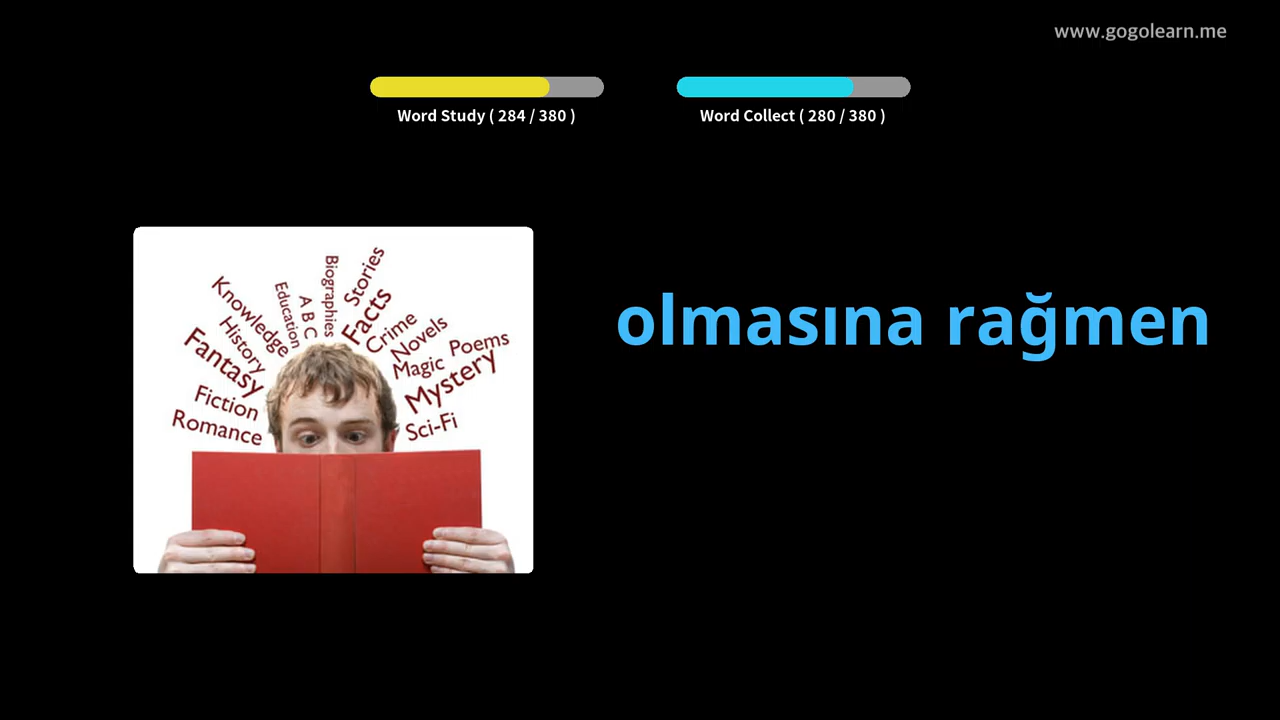 www.gogolearn.me
Word Study ( 284 / 380 )
Word Collect ( 280 / 380 )
olmasına rağmen
Knowledge
Education
A B C
Biographies
Stories
Facts
Crime
Novels
Poems
History
Fantasy
Magic
Mystery
Fiction
Romance
Sci-Fi